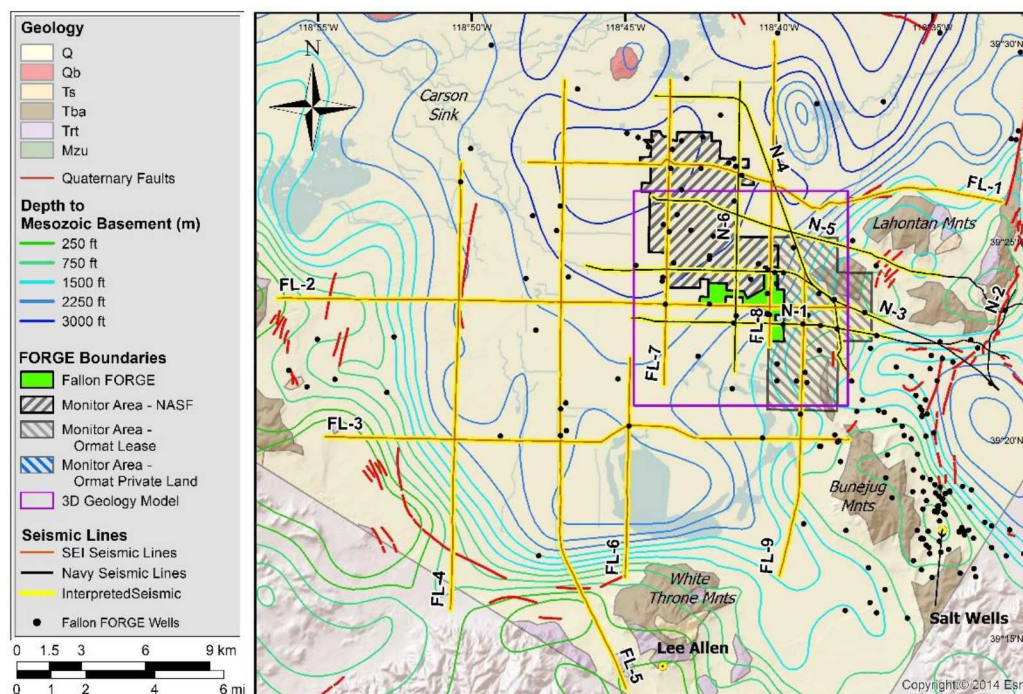 Geology
Q
Qb
Ts
Tba
Trt
Mzu
Quaternary Faults
Depth to
Mesozoic Basement (m)
250 ft
750 ft
1500 ft
2250 ft
3000 ft
FORGE Boundaries
Fallon FORGE
Monitor Area - NASF
Monitor Area -
Ormat Lease
Monitor Area -
Ormat Private Land
3D Geology Model
Seismic Lines
SEI Seismic Lines
Navy Seismic Lines
InterpretedSeismic
Fallon FORGE Wells
0 1.5 3 6 9 km
0 1 2 4 6 mi
118°55'W
118°50'W
118°45'W
118°40'W
39°30'N
39°25'N
39°20'N
39°15'N
N
Carson
Sink
N-4
FL-1
N-6
N-5
Lahontan Mnts
FL-2
N-2
N-1
N-3
FL-8
FL-7
FL-3
Bunejug
Mnts
FL-4
FL-6
FL-9
White
Throne Mnts
Salt Wells
Lee Allen
FL-5
Copyright:© 2014 Esr